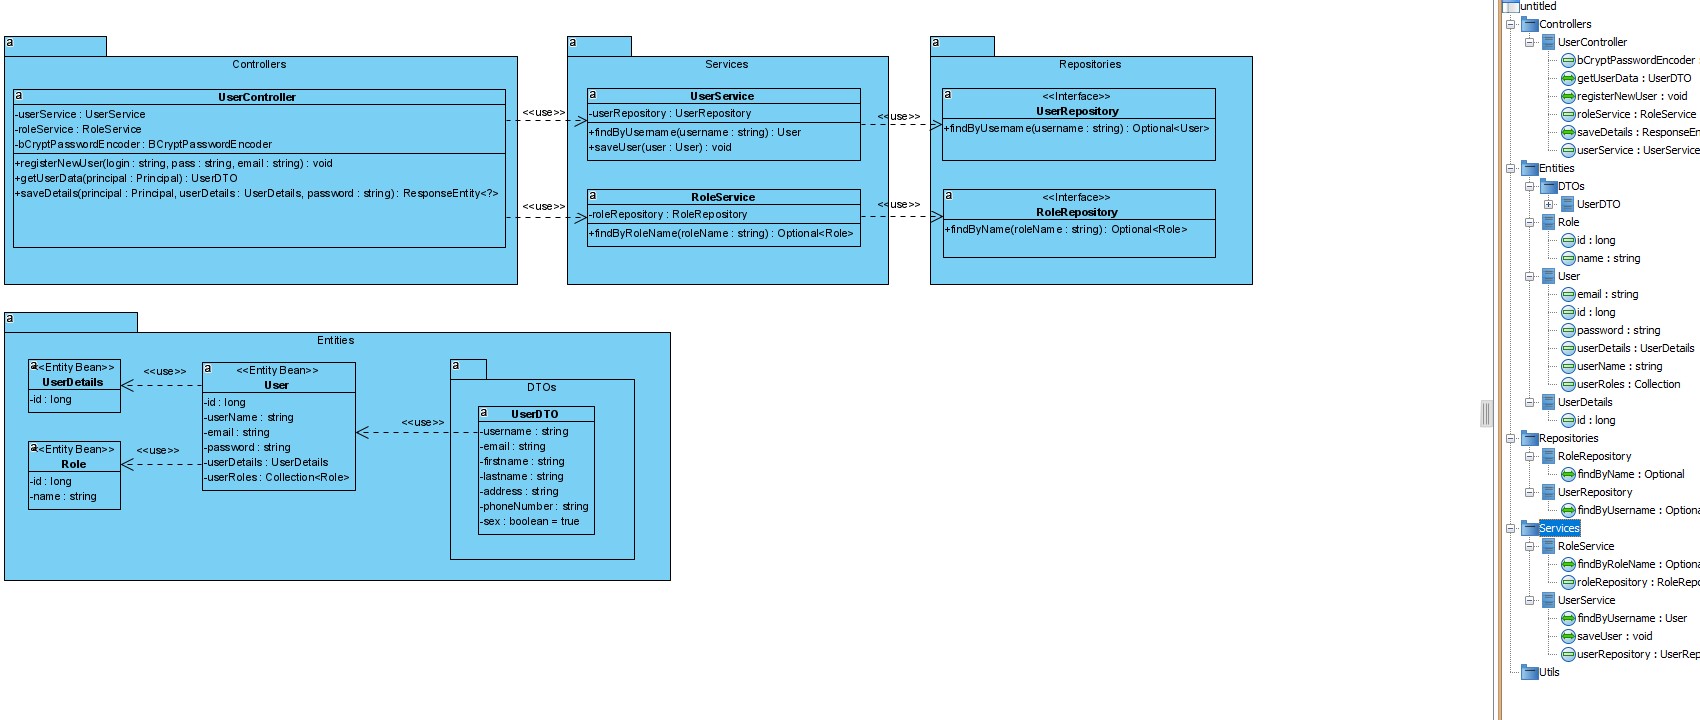 a
Controllers
a
UserController
-userService : UserService
-roleService : RoleService
-bCryptPasswordEncoder : BCryptPasswordEncoder
+registerNewUser(login : string, pass : string, email : string) : void
+getUserData(principal : Principal) : UserDTO
+saveDetails(principal : Principal, userDetails : UserDetails, password : string) : ResponseEntity<?>
<<use>>
<<use>>
a
Services
a
UserService
-userRepository : UserRepository
+findByUsername(username : string) : User
+saveUser(user : User) : void
a
RoleService
-roleRepository : RoleRepository
+findByRoleName(roleName : string) : Optional<Role>
<<use>>
<<use>>
a
Repositories
a
<<Interface>>
UserRepository
+findByUsername(username : string) : Optional<User>
a
<<Interface>>
RoleRepository
+findByName(roleName : string) : Optional<Role>
a
Entities
a
<<Entity Bean>>
UserDetails
-id : long
<<use>>
a
<<Entity Bean>>
Role
-id : long
-name : string
<<use>>
a
<<Entity Bean>>
User
-id : long
-userName : string
-email : string
-password : string
-userDetails : UserDetails
-userRoles : Collection<Role>
<<use>>
a
DTOs
a
UserDTO
-username : string
-email : string
-firstname : string
-lastname : string
-address : string
-phoneNumber : string
-sex : boolean = true
untitled
Controllers
UserController
bCryptPasswordEncoder :
getUserData : UserDTO
registerNewUser : void
roleService : RoleService
saveDetails : ResponseEn
userService : UserService
Entities
DTOs
UserDTO
Role
id : long
name : string
User
email : string
id : long
password : string
userDetails : UserDetails
userName : string
userRoles : Collection
UserDetails
id : long
Repositories
RoleRepository
findByName : Optional
UserRepository
findByUsername : Optiona
Services
RoleService
findByRoleName : Optiona
roleRepository : RoleRepo
UserService
findByUsername : User
saveUser : void
userRepository : UserRep
Utils